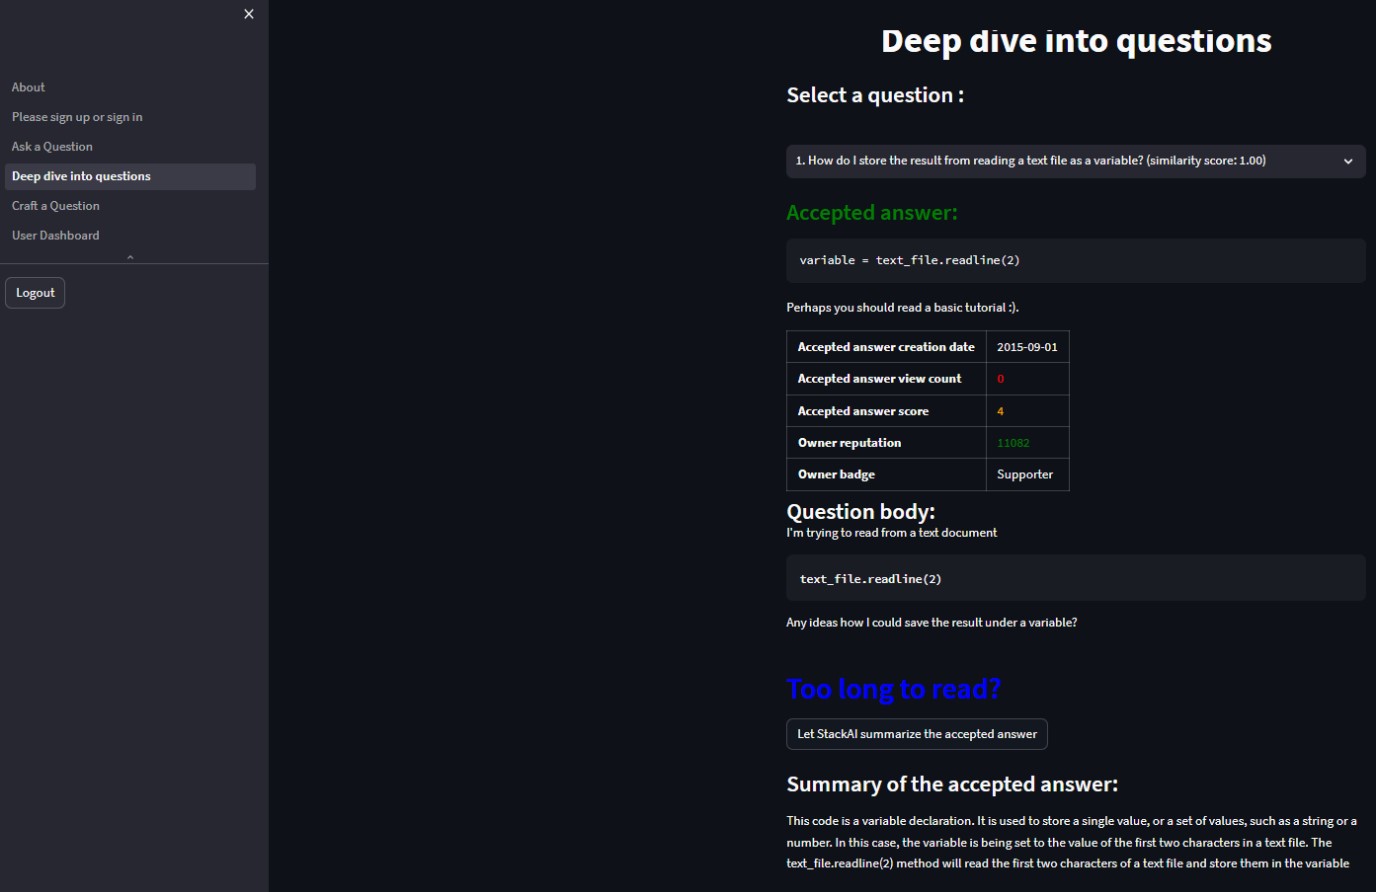 ×
About
Please sign up or sign in
Ask a Question
Deep dive into questions
Craft a Question
User Dashboard
Logout
Deep dive into questions
Select a question :
1. How do I store the result from reading a text file as a variable? (similarity score: 1.00)
Accepted answer:
variable = text_file.readline(2)
Perhaps you should read a basic tutorial :).
Accepted answer creation date 2015-09-01
Accepted answer view count 0
Accepted answer score 4
Owner reputation 11082
Owner badge Supporter
Question body:
I'm trying to read from a text document
text_file.readline(2)
Any ideas how I could save the result under a variable?
Too long to read?
Let StackAI summarize the accepted answer
Summary of the accepted answer:
This code is a variable declaration. It is used to store a single value, or a set of values, such as a string or a
number. In this case, the variable is being set to the value of the first two characters in a text file. The
text_file.readline(2) method will read the first two characters of a text file and store them in the variable